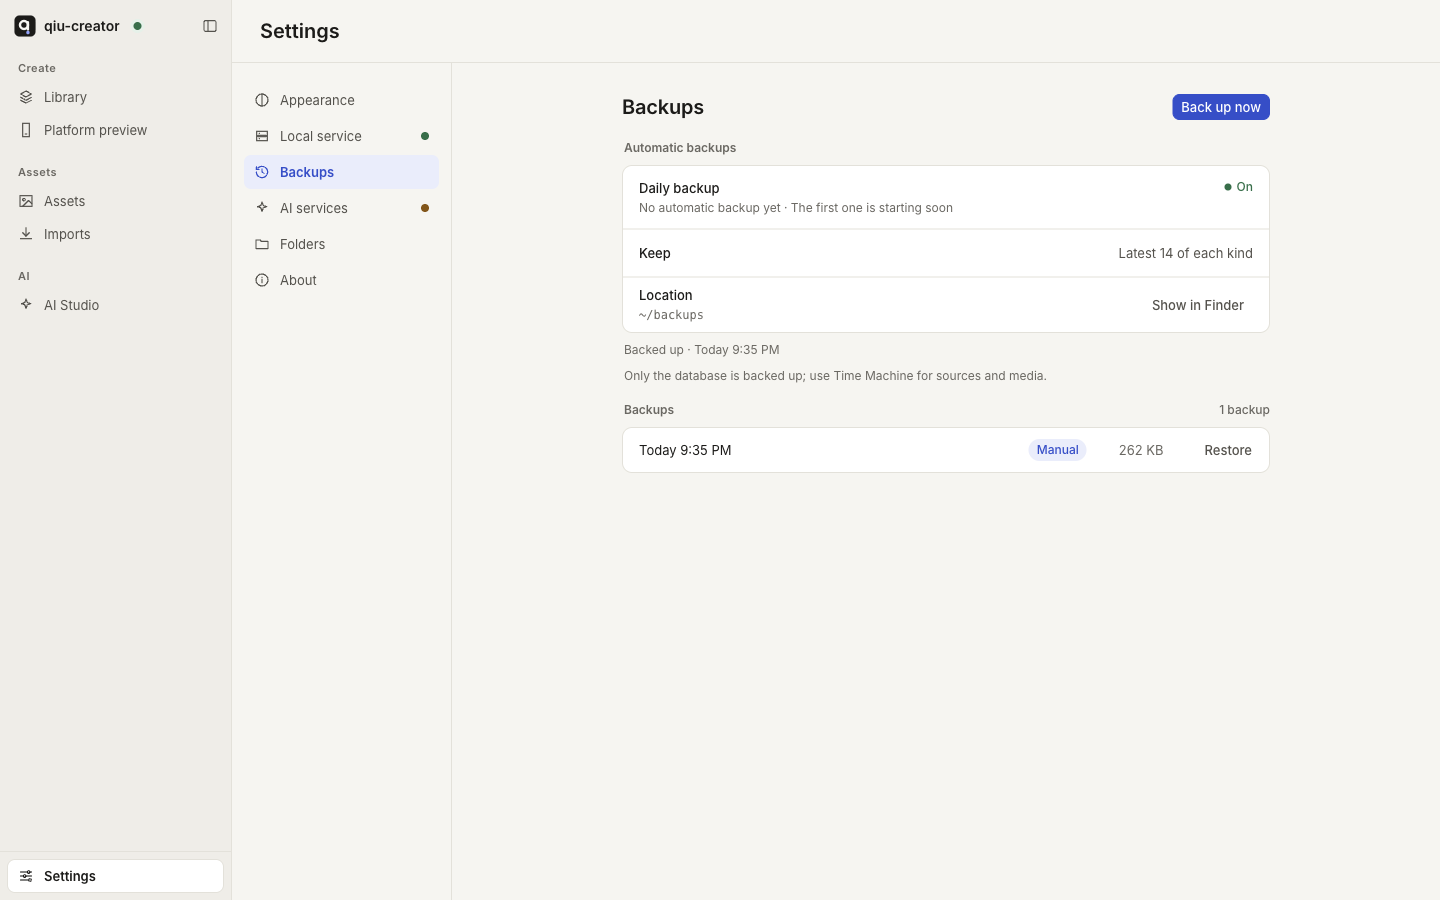 qiu-creator
Create
Library
Platform preview
Assets
Assets
Imports
AI
AI Studio
Settings
Settings
Appearance
Local service
Backups
AI services
Folders
About
Backups
Back up now
Automatic backups
Daily backup
On
No automatic backup yet · The first one is starting soon
Keep
Latest 14 of each kind
Location
~/backups
Show in Finder
Backed up · Today 9:35 PM
Only the database is backed up; use Time Machine for sources and media.
Backups
1 backup
Today 9:35 PM
Manual
262 KB
Restore